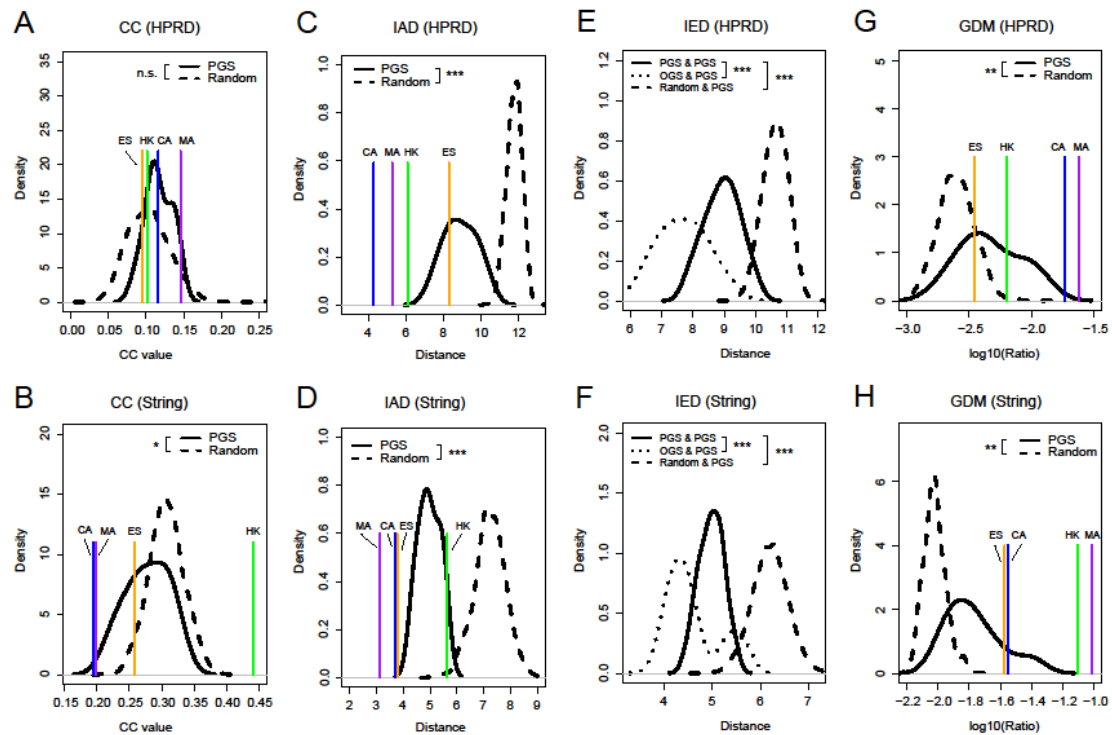 A
CC (HPRD)
Density
35
30
25
20
15
10
5
0
n.s.
PGS
Random
ES HK CA MA
0.00 0.05 0.10 0.15 0.20 0.25
CC value
C
IAD (HPRD)
Density
1.0
0.8
0.6
0.4
0.2
0.0
PGS
Random
***
CA MA HK ES
4 6 8 10 12
Distance
E
IED (HPRD)
Density
1.2
1.0
0.8
0.6
0.4
0.2
0.0
PGS & PGS
OGS & PGS
Random & PGS
***
***
6 7 8 9 10 11 12
Distance
G
GDM (HPRD)
Density
5
4
3
2
1
0
**
PGS
Random
ES HK CA MA
-3.0 -2.5 -2.0 -1.5
log10(Ratio)
B
CC (String)
Density
20
15
10
5
0
*
PGS
Random
CA MA ES HK
0.15 0.20 0.25 0.30 0.35 0.40 0.45
CC value
D
IAD (String)
Density
1.0
0.8
0.6
0.4
0.2
0.0
PGS
Random
***
MA CA ES HK
2 3 4 5 6 7 8 9
Distance
F
IED (String)
Density
2.0
1.5
1.0
0.5
0.0
PGS & PGS
OGS & PGS
Random & PGS
***
***
4 5 6 7
Distance
H
GDM (String)
Density
6
4
2
0
**
PGS
Random
ES CA HK MA
-2.2 -2.0 -1.8 -1.6 -1.4 -1.2 -1.0
log10(Ratio)